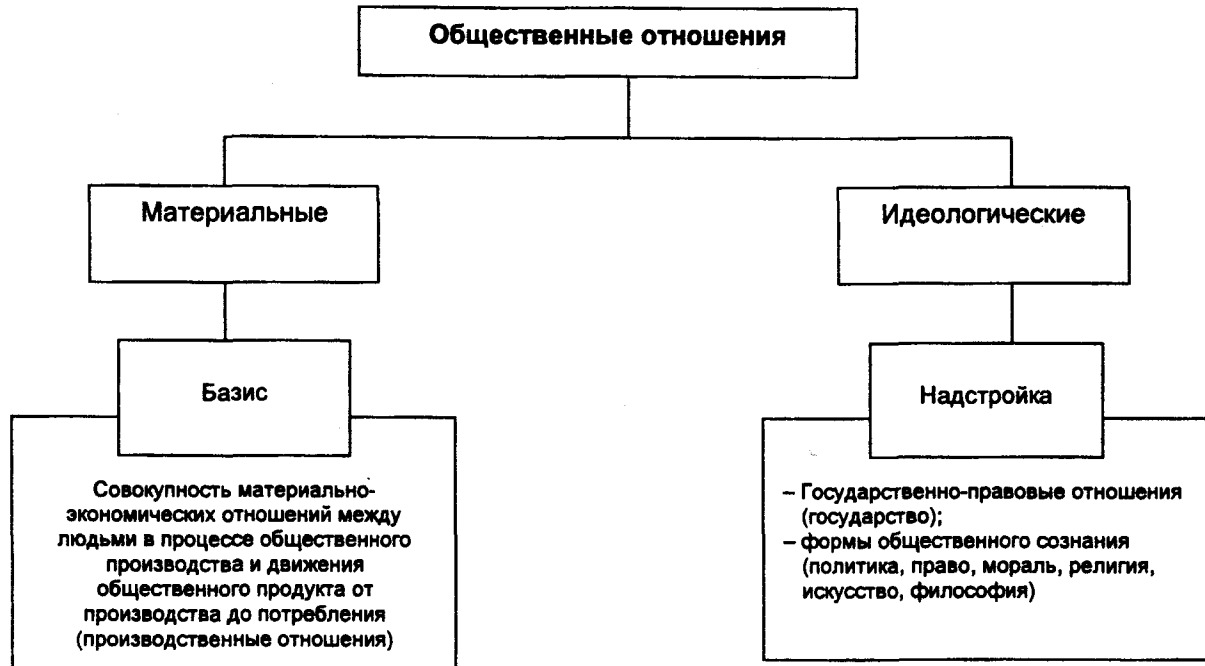 Общественные отношения
Материальные
Идеологические
Базис
Надстройка
Совокупность материально-
экономических отношений между
людьми в процессе общественного
производства и движения
общественного продукта от
производства до потребления
(производственные отношения)
– Государственно-правовые отношения
(государство);
– формы общественного сознания
(политика, право, мораль, религия,
искусство, философия)